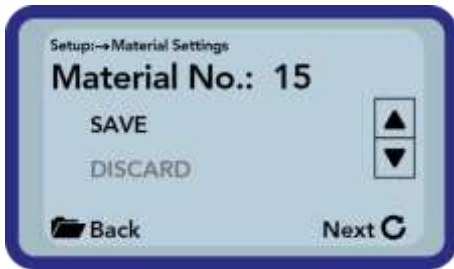 Setup:→Material Settings
Material No.: 15
SAVE
DISCARD
Back Next